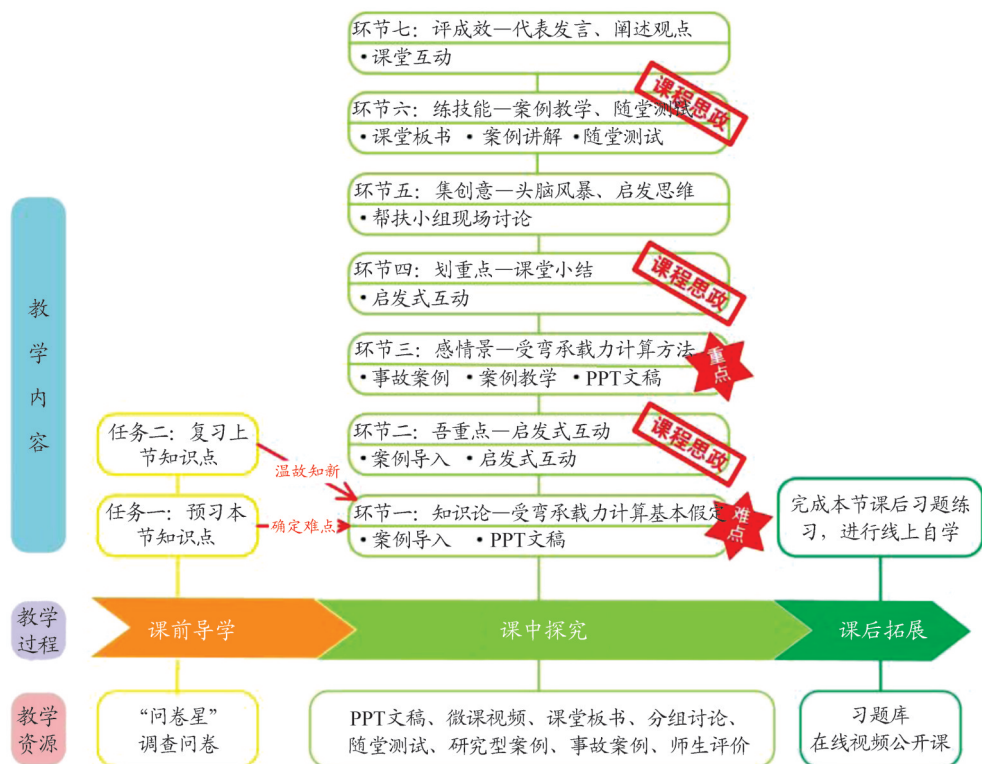 环节七：评成效—代表发言、阐述观点
•课堂互动
课程思政
环节六：练技能—案例教学、随堂测试
•课堂板书 •案例讲解 •随堂测试
环节五：集创意—头脑风暴、启发思维
•帮扶小组现场讨论
环节四：划重点—课堂小结
课程思政
•启发式互动
教学内容
环节三：感情景—受弯承载力计算方法
重点
•事故案例 •案例教学 •PPT文稿
任务二：复习上
节知识点
环节二：吾重点—启发式互动
课程思政
•案例导入 •启发式互动
温故知新
任务一：预习本
节知识点
确定难点
环节一：知识论—受弯承载力计算基本假定
难点
•案例导入 •PPT文稿
完成本节课后习题练
习，进行线上自学
教学
过程
课前导学
课中探究
课后拓展
教学
资源
“问卷星”
调查问卷
PPT文稿、微课视频、课堂板书、分组讨论、
随堂测试、研究型案例、事故案例、师生评价
习题库
在线视频公开课